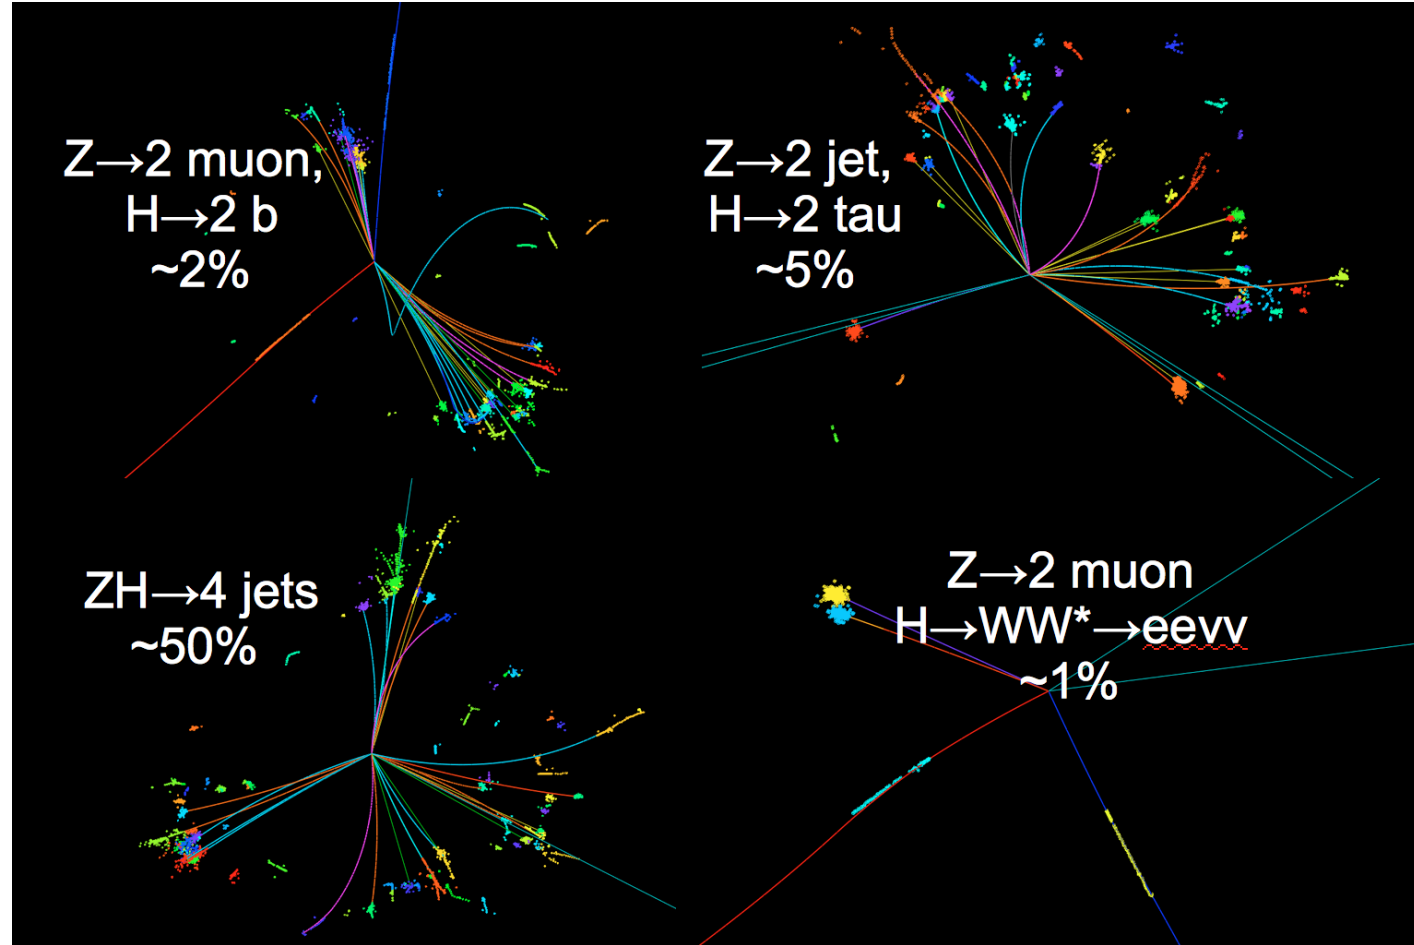 Z→2 muon,
H→2 b
~2%
Z→2 jet,
H→2 tau
~5%
ZH→4 jets
~50%
Z→2 muon
H→WW*→eevv
~1%